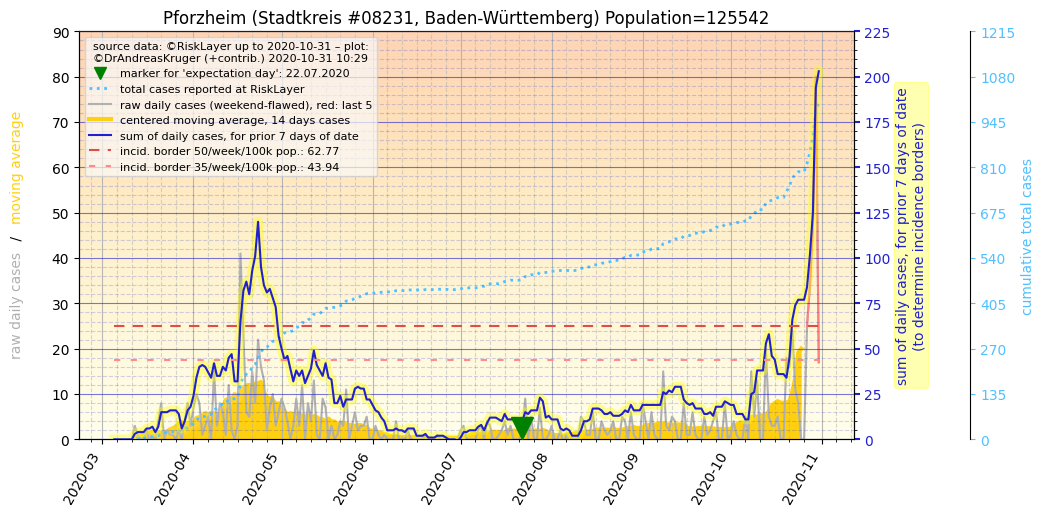 Pforzheim (Stadtkreis #08231, Baden-Württemberg) Population=125542
source data: ©RiskLayer up to 2020-10-31 – plot:
©DrAndreasKruger (+contrib.) 2020-10-31 10:29
marker for 'expectation day': 22.07.2020
total cases reported at RiskLayer
raw daily cases (weekend-flawed), red: last 5
centered moving average, 14 days cases
sum of daily cases, for prior 7 days of date
incid. border 50/week/100k pop.: 62.77
incid. border 35/week/100k pop.: 43.94
raw daily cases / moving average
90
80
70
60
50
40
30
20
10
0
2020-03
2020-04
2020-05
2020-06
2020-07
2020-08
2020-09
2020-10
2020-11
225
200
175
150
125
100
75
50
25
0
sum of daily cases, for prior 7 days of date
(to determine incidence borders)
1215
1080
945
810
675
540
405
270
135
0
cumulative total cases